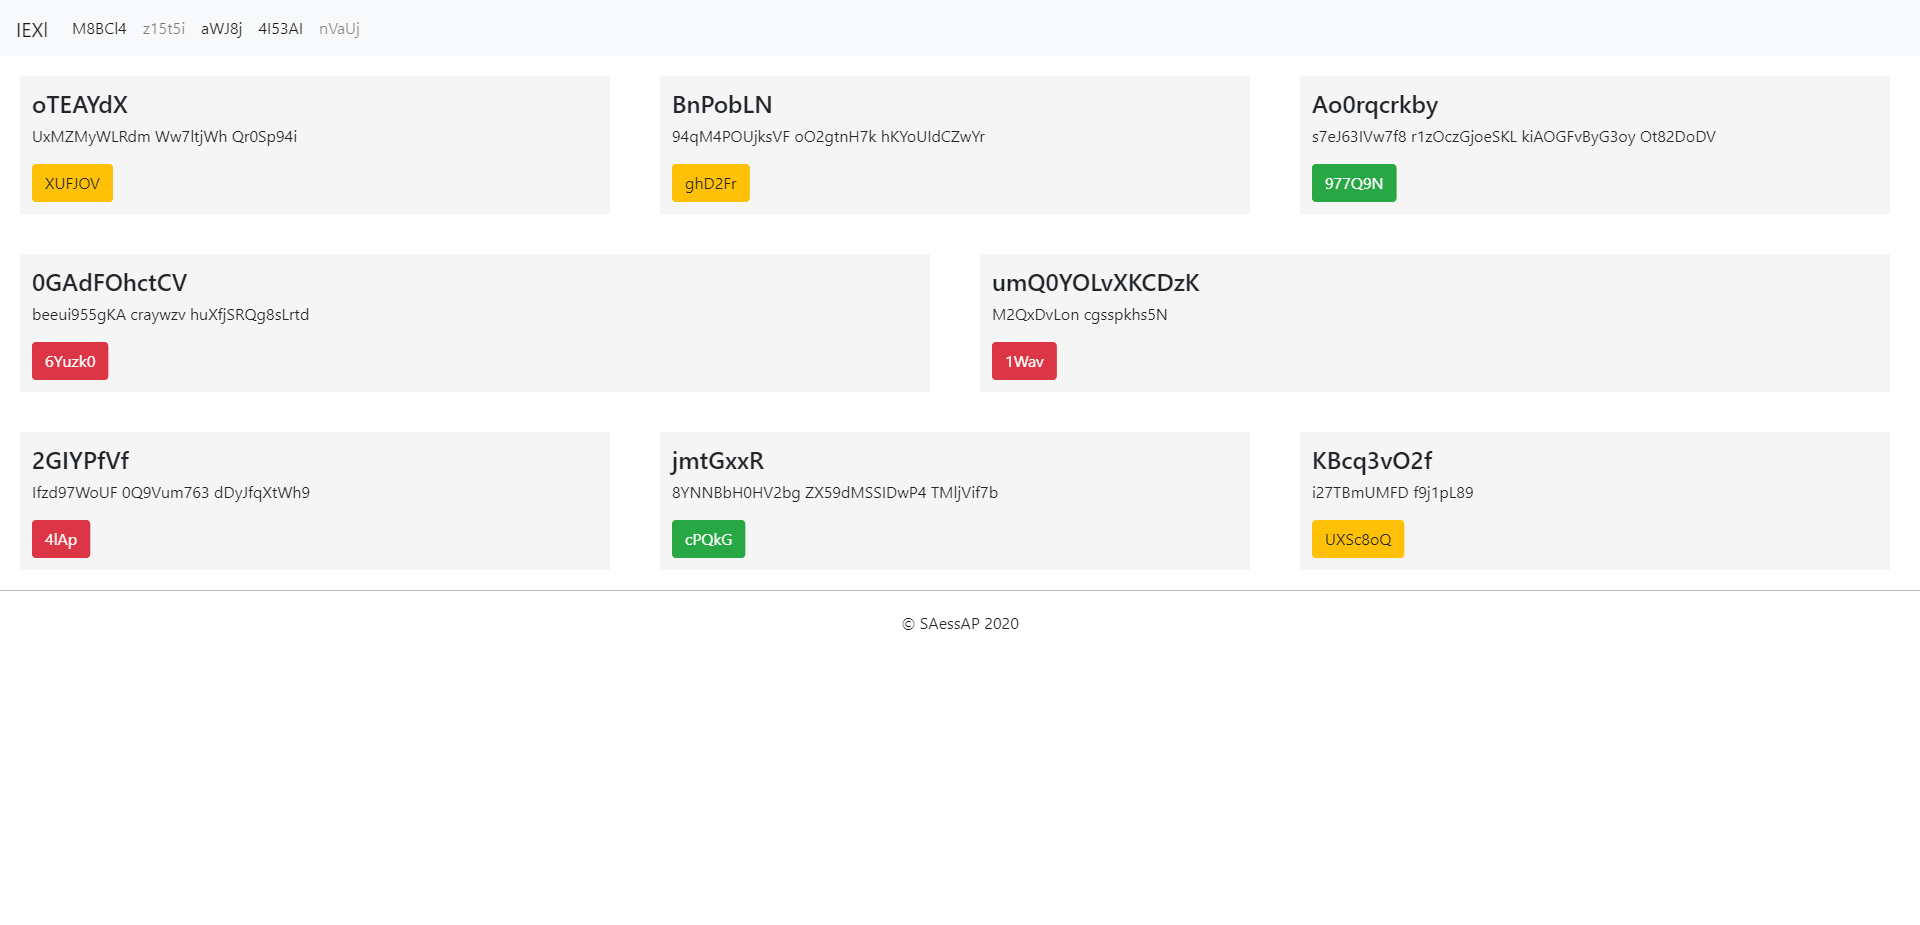 IEXl M8BCl4 z15t5i aWJ8j 4I53AI nVaUj
oTEAYdX
UxMZMyWLRdm Ww7ltjWh Qr0Sp94i
XUFJOV
BnPobLN
94qM4POUjksVF oO2gtnH7k hKYoUIdCZwYr
ghD2Fr
Ao0rqcrkby
s7eJ63IVw7f8 r1zOczGjoeSKL kiAOGFvByG3oy Ot82DoDV
977Q9N
0GAdFOhctCV
beeui955gKA craywzv huXfjSRQg8sLrtd
6Yuzk0
umQ0YOLvXKCDzK
M2QxDvLon cgsspkhs5N
1Wav
2GIYPfVf
Ifzd97WoUF 0Q9Vum763 dDyJfqXtWh9
4lAp
jmtGxxR
8YNNBbH0HV2bg ZX59dMSSIDwP4 TMljVif7b
cPQkG
KBcq3vO2f
i27TBmUMFD f9j1pL89
UXSc8oQ
© SAessAP 2020